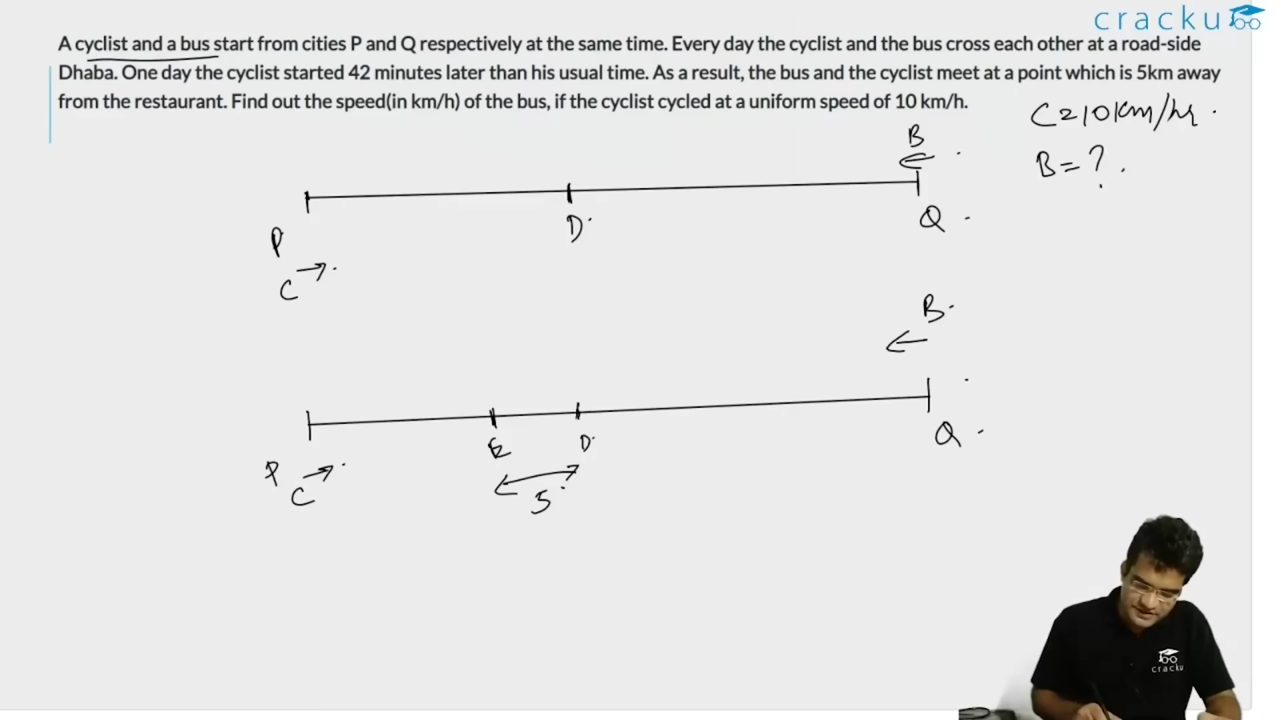 cracku
A cyclist and a bus start from cities P and Q respectively at the same time. Every day the cyclist and the bus cross each other at a road-side
Dhaba. One day the cyclist started 42 minutes later than his usual time. As a result, the bus and the cyclist meet at a point which is 5km away
from the restaurant. Find out the speed(in km/h) of the bus, if the cyclist cycled at a uniform speed of 10 km/h.
C=10km/hr.
B=?.
B
P
D
Q
C
B
P
C
E
D
Q
5
cracku